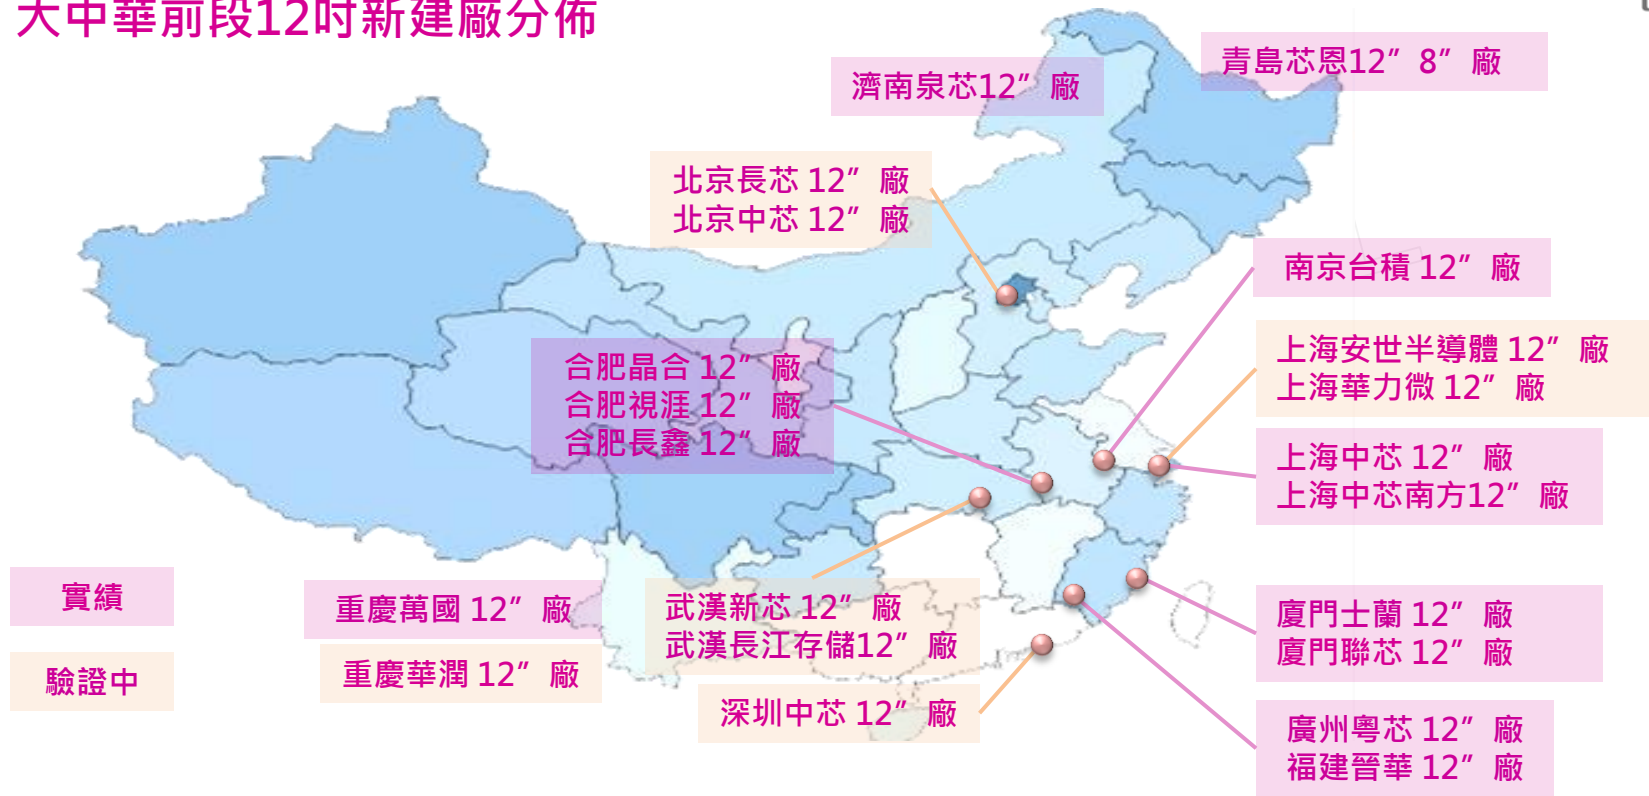 大中華前段12吋新建廠分佈
青島芯恩12”8”廠
濟南泉芯12”廠
北京長芯 12”廠
北京中芯 12”廠
南京台積 12”廠
上海安世半導體 12”廠
上海華力微 12”廠
合肥晶合 12”廠
合肥視涯 12”廠
合肥長鑫 12”廠
上海中芯 12”廠
上海中芯南方12”廠
實績
重慶萬國 12”廠
武漢新芯 12”廠
武漢長江存儲12”廠
廈門士蘭 12”廠
廈門聯芯 12”廠
驗證中
重慶華潤 12”廠
深圳中芯 12”廠
廣州粵芯 12”廠
福建晉華 12”廠